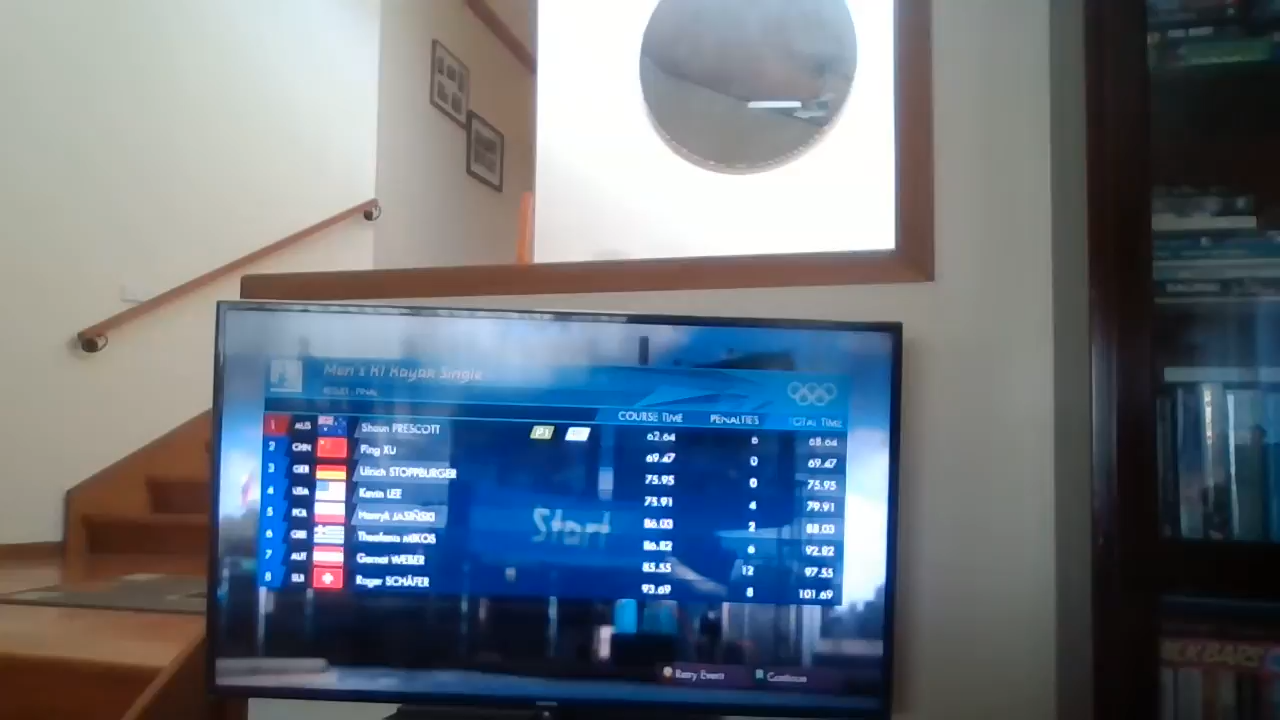 Men's K1 Kayak Single
RESULT - FINAL
COURSE TIME PENALTIES TOTAL TIME
1 AUS Shaun PRESCOTT P1 62.64 6 68.64
2 CHN Ping XU 69.47 0 69.47
3 GER Ulrich STOPPBURGER 75.95 0 75.95
4 USA Kevin LEE 75.91 4 79.91
5 POL Henryk JASIŃSKI 86.03 2 88.03
6 GRE Theofanis MIKOS 86.82 6 92.82
7 AUT Gernot WEBER 85.55 12 97.55
8 SUI Roger SCHÄFER 93.69 8 101.69
Start
Retry Event Continue